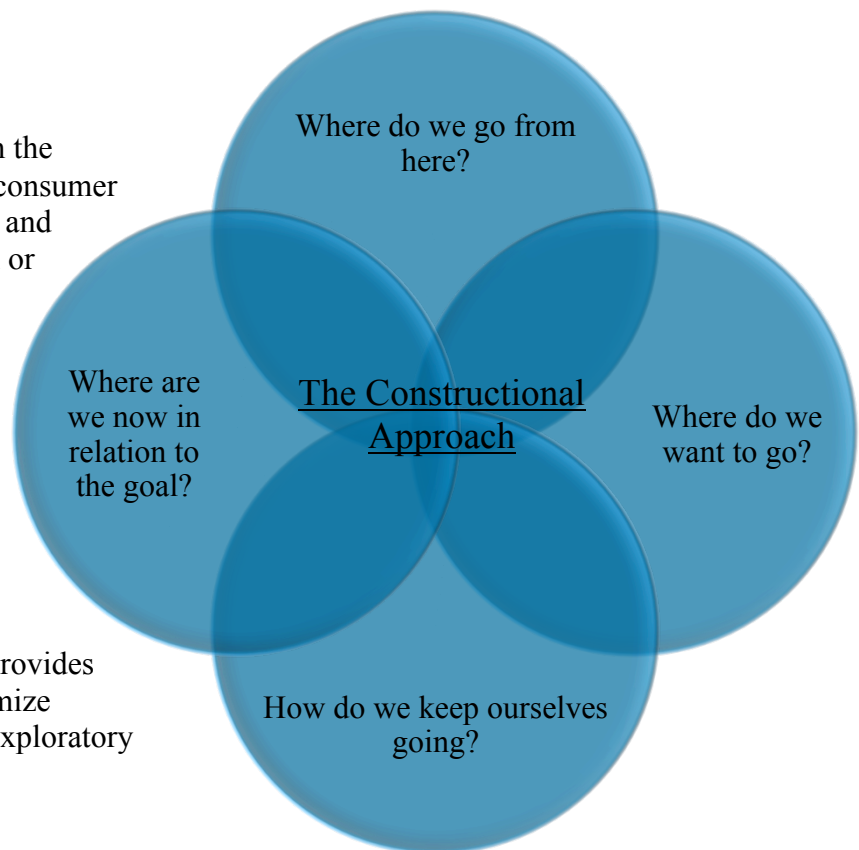 Where do we go from
here?
n the
consumer
and
or
Where are
we now in
relation to
the goal?
The Constructional
Approach
Where do we
want to go?
rovides
mize
exploratory
How do we keep ourselves
going?